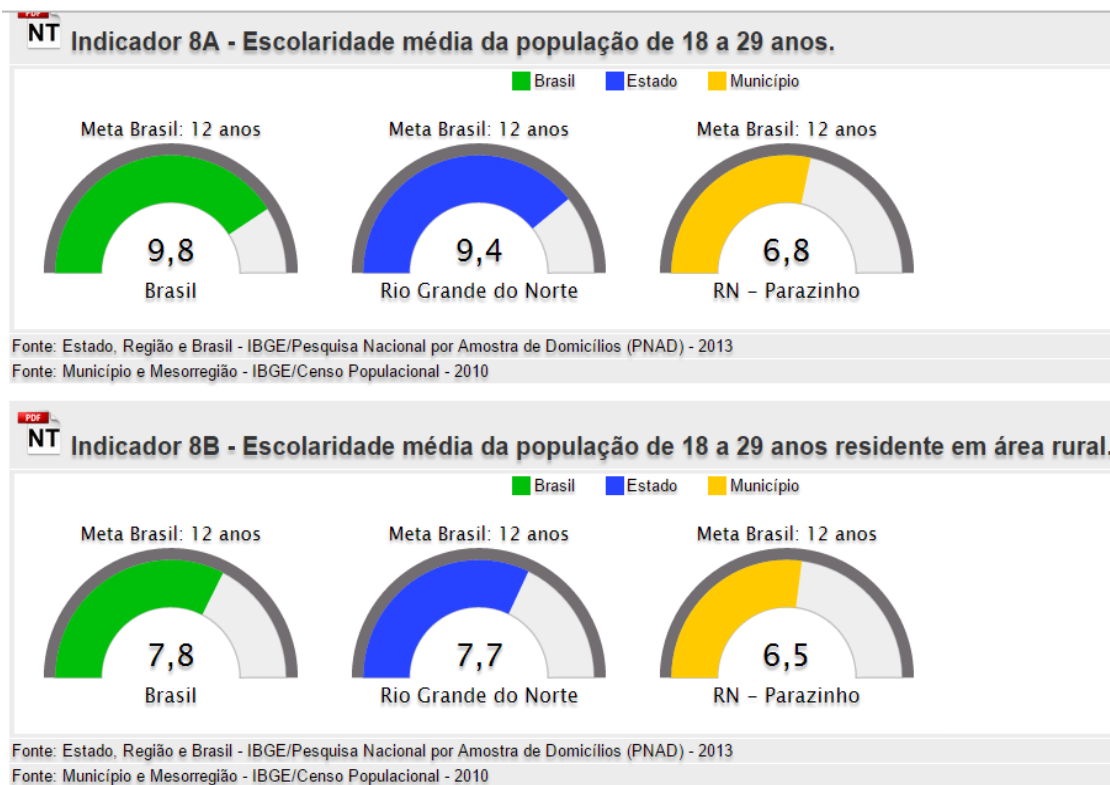 PDF
NT Indicador 8A - Escolaridade média da população de 18 a 29 anos.
Brasil Estado Município
Meta Brasil: 12 anos Meta Brasil: 12 anos Meta Brasil: 12 anos
9,8 9,4 6,8
Brasil Rio Grande do Norte RN – Parazinho
Fonte: Estado, Região e Brasil - IBGE/Pesquisa Nacional por Amostra de Domicílios (PNAD) - 2013
Fonte: Município e Mesorregião - IBGE/Censo Populacional - 2010
PDF
NT Indicador 8B - Escolaridade média da população de 18 a 29 anos residente em área rural.
Brasil Estado Município
Meta Brasil: 12 anos Meta Brasil: 12 anos Meta Brasil: 12 anos
7,8 7,7 6,5
Brasil Rio Grande do Norte RN – Parazinho
Fonte: Estado, Região e Brasil - IBGE/Pesquisa Nacional por Amostra de Domicílios (PNAD) - 2013
Fonte: Município e Mesorregião - IBGE/Censo Populacional - 2010